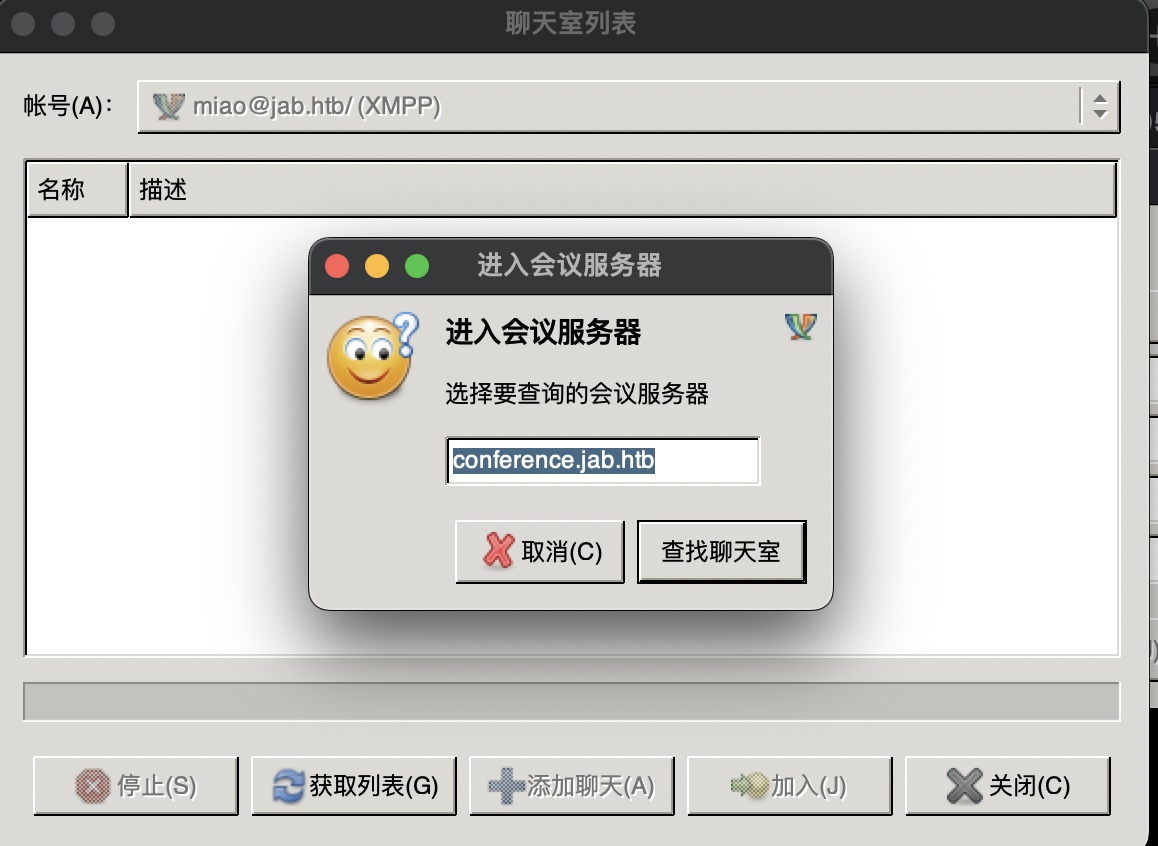 聊天室列表
帐号(A)： miao@jab.htb/ (XMPP)
名称 描述
进入会议服务器
进入会议服务器
选择要查询的会议服务器
conference.jab.htb
取消(C) 查找聊天室
停止(S) 获取列表(G) 添加聊天(A) 加入(J) 关闭(C)